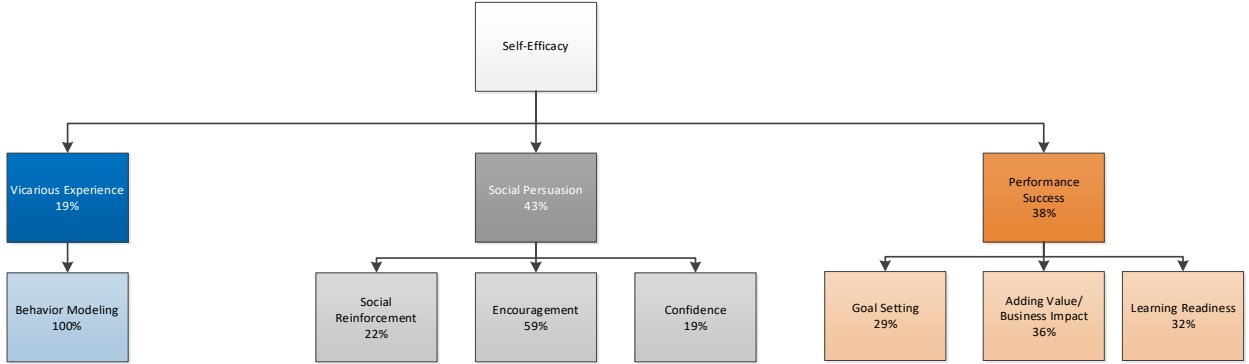 Self-Efficacy
Vicarious Experience
19%
Social Persuasion
43%
Performance
Success
38%
Behavior Modeling
100%
Social
Reinforcement
22%
Encouragement
59%
Confidence
19%
Goal Setting
29%
Adding Value/
Business Impact
36%
Learning Readiness
32%